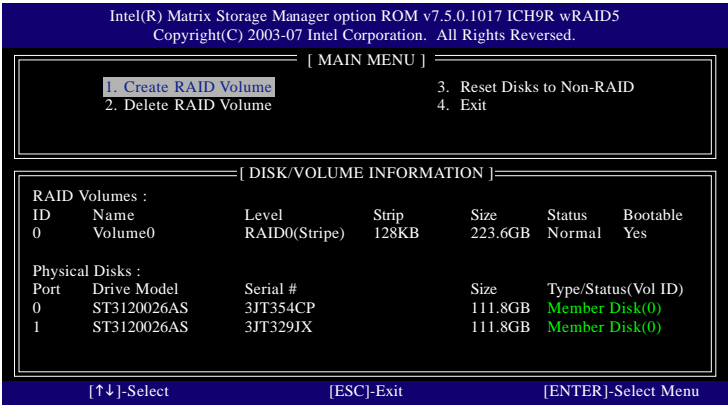 Intel(R) Matrix Storage Manager option ROM v7.5.0.1017 ICH9R wRAID5
Copyright(C) 2003-07 Intel Corporation. All Rights Reversed.
[ MAIN MENU ]
1. Create RAID Volume 3. Reset Disks to Non-RAID
2. Delete RAID Volume 4. Exit
[ DISK/VOLUME INFORMATION ]
RAID Volumes :
ID Name Level Strip Size Status Bootable
0 Volume0 RAID0(Stripe) 128KB 223.6GB Normal Yes
Physical Disks :
Port Drive Model Serial # Size Type/Status(Vol ID)
0 ST3120026AS 3JT354CP 111.8GB Member Disk(0)
1 ST3120026AS 3JT329JX 111.8GB Member Disk(0)
[↑↓]-Select [ESC]-Exit [ENTER]-Select Menu